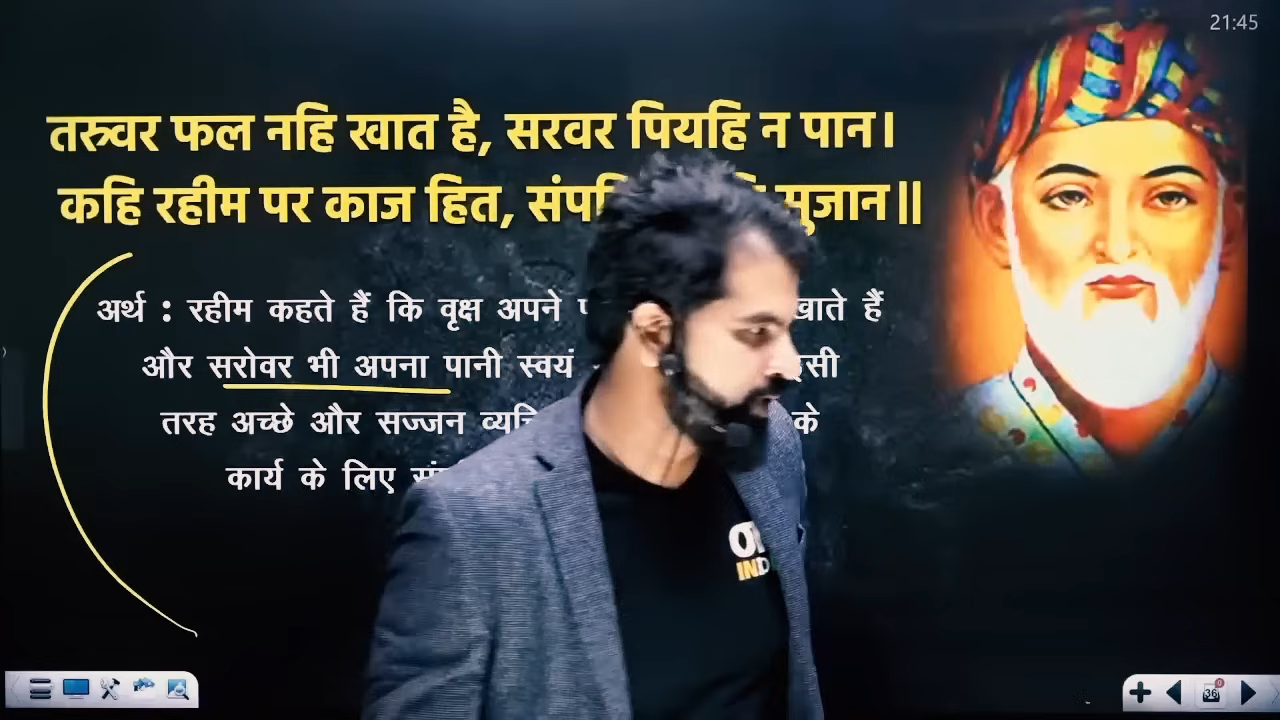 21:45
तरुवर फल नहि खात है, सरवर पियहि न पान।
कहि रहीम पर काज हित, सुजान॥
अर्थ : रहीम कहते हैं कि वृक्ष अपने खाते हैं
और सरोवर भी अपना पानी स्वयं
तरह अच्छे और सज्जन के
कार्य के लिए
36